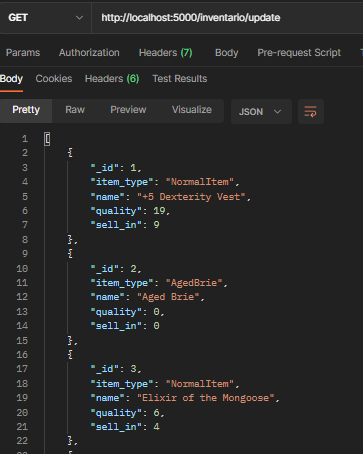 GET http://localhost:5000/inventario/update
Params Authorization Headers (7) Body Pre-request Script
Body Cookies Headers (6) Test Results
Pretty Raw Preview Visualize JSON
1 [
2 {
3 "_id": 1,
4 "item_type": "NormalItem",
5 "name": "+5 Dexterity Vest",
6 "quality": 19,
7 "sell_in": 9
8 },
9 {
10 "_id": 2,
11 "item_type": "AgedBrie",
12 "name": "Aged Brie",
13 "quality": 0,
14 "sell_in": 0
15 },
16 {
17 "_id": 3,
18 "item_type": "NormalItem",
19 "name": "Elixir of the Mongoose",
20 "quality": 6,
21 "sell_in": 4
22 },